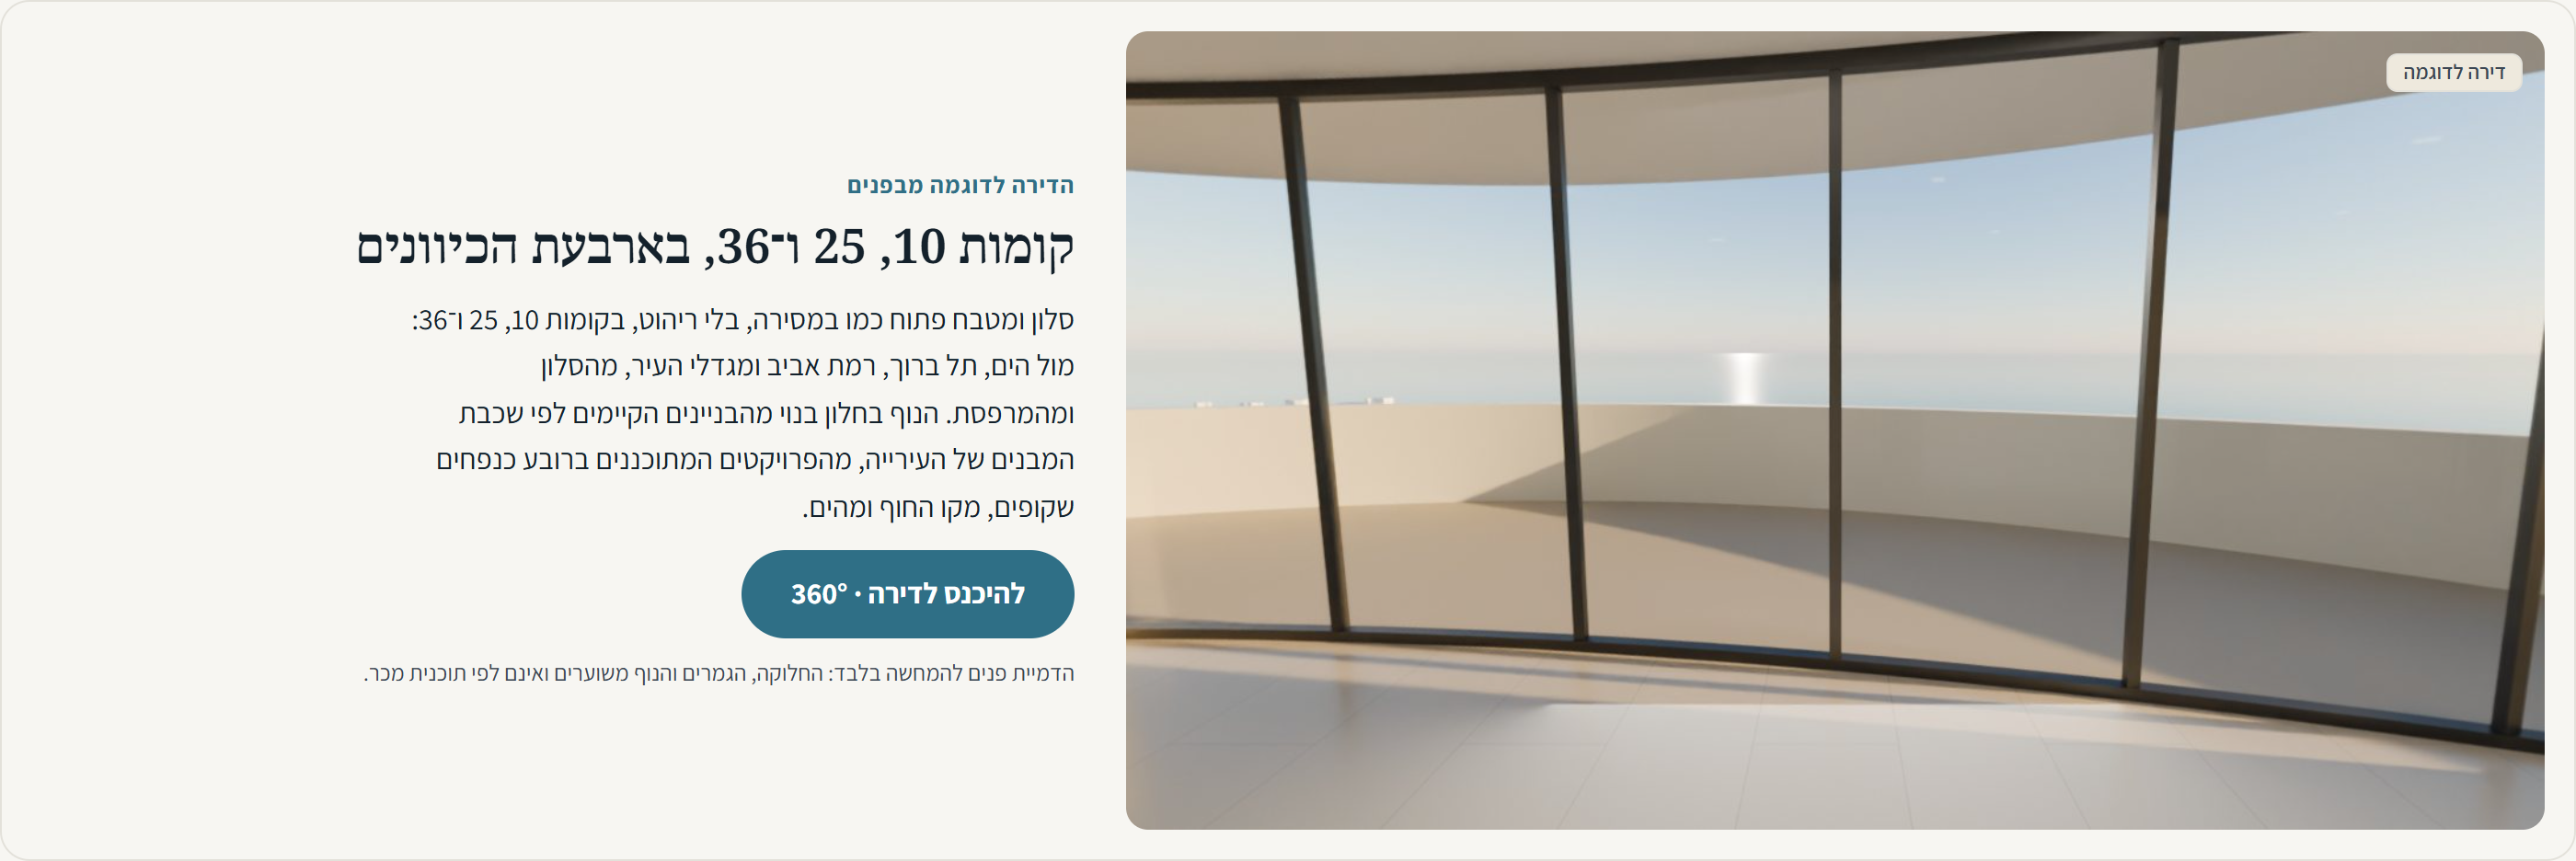 דירה לדוגמה
הדירה לדוגמה מבפנים
קומות 10, 25 ו־36, בארבעת הכיוונים
סלון ומטבח פתוח כמו במסירה, בלי ריהוט, בקומות 10, 25 ו־36:
מול הים, תל ברוך, רמת אביב ומגדלי העיר, מהסלון
ומהמרפסת. הנוף בחלון בנוי מהבניינים הקיימים לפי שכבת
המבנים של העירייה, מהפרויקטים המתוכננים ברובע כנפחים
שקופים, מקו החוף ומהים.
להיכנס לדירה · 360°
הדמיית פנים להמחשה בלבד: החלוקה, הגמרים והנוף משוערים ואינם לפי תוכנית מכר.